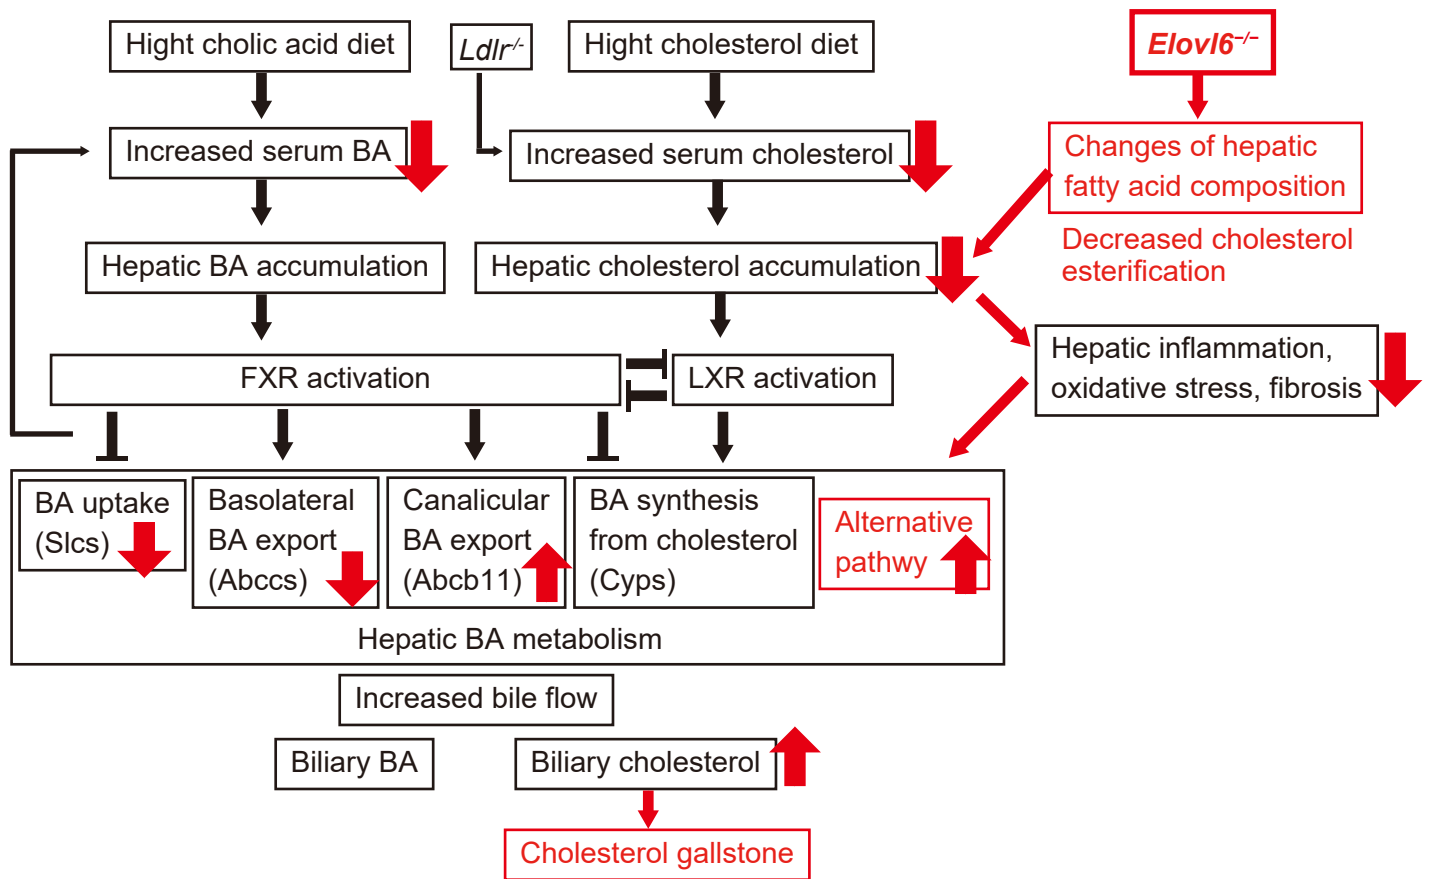 Hight cholic acid diet
Ldlr-/-
Hight cholesterol diet
Elovl6−/−
Increased serum BA
Increased serum cholesterol
Changes of hepatic
fatty acid composition
Decreased cholesterol
esterification
Hepatic BA accumulation
Hepatic cholesterol accumulation
Hepatic inflammation,
oxidative stress, fibrosis
FXR activation
LXR activation
BA uptake
(Slcs)
Basolateral
BA export
(Abccs)
Canalicular
BA export
(Abcb11)
BA synthesis
from cholesterol
(Cyps)
Alternative
pathwy
Hepatic BA metabolism
Increased bile flow
Biliary BA
Biliary cholesterol
Cholesterol gallstone